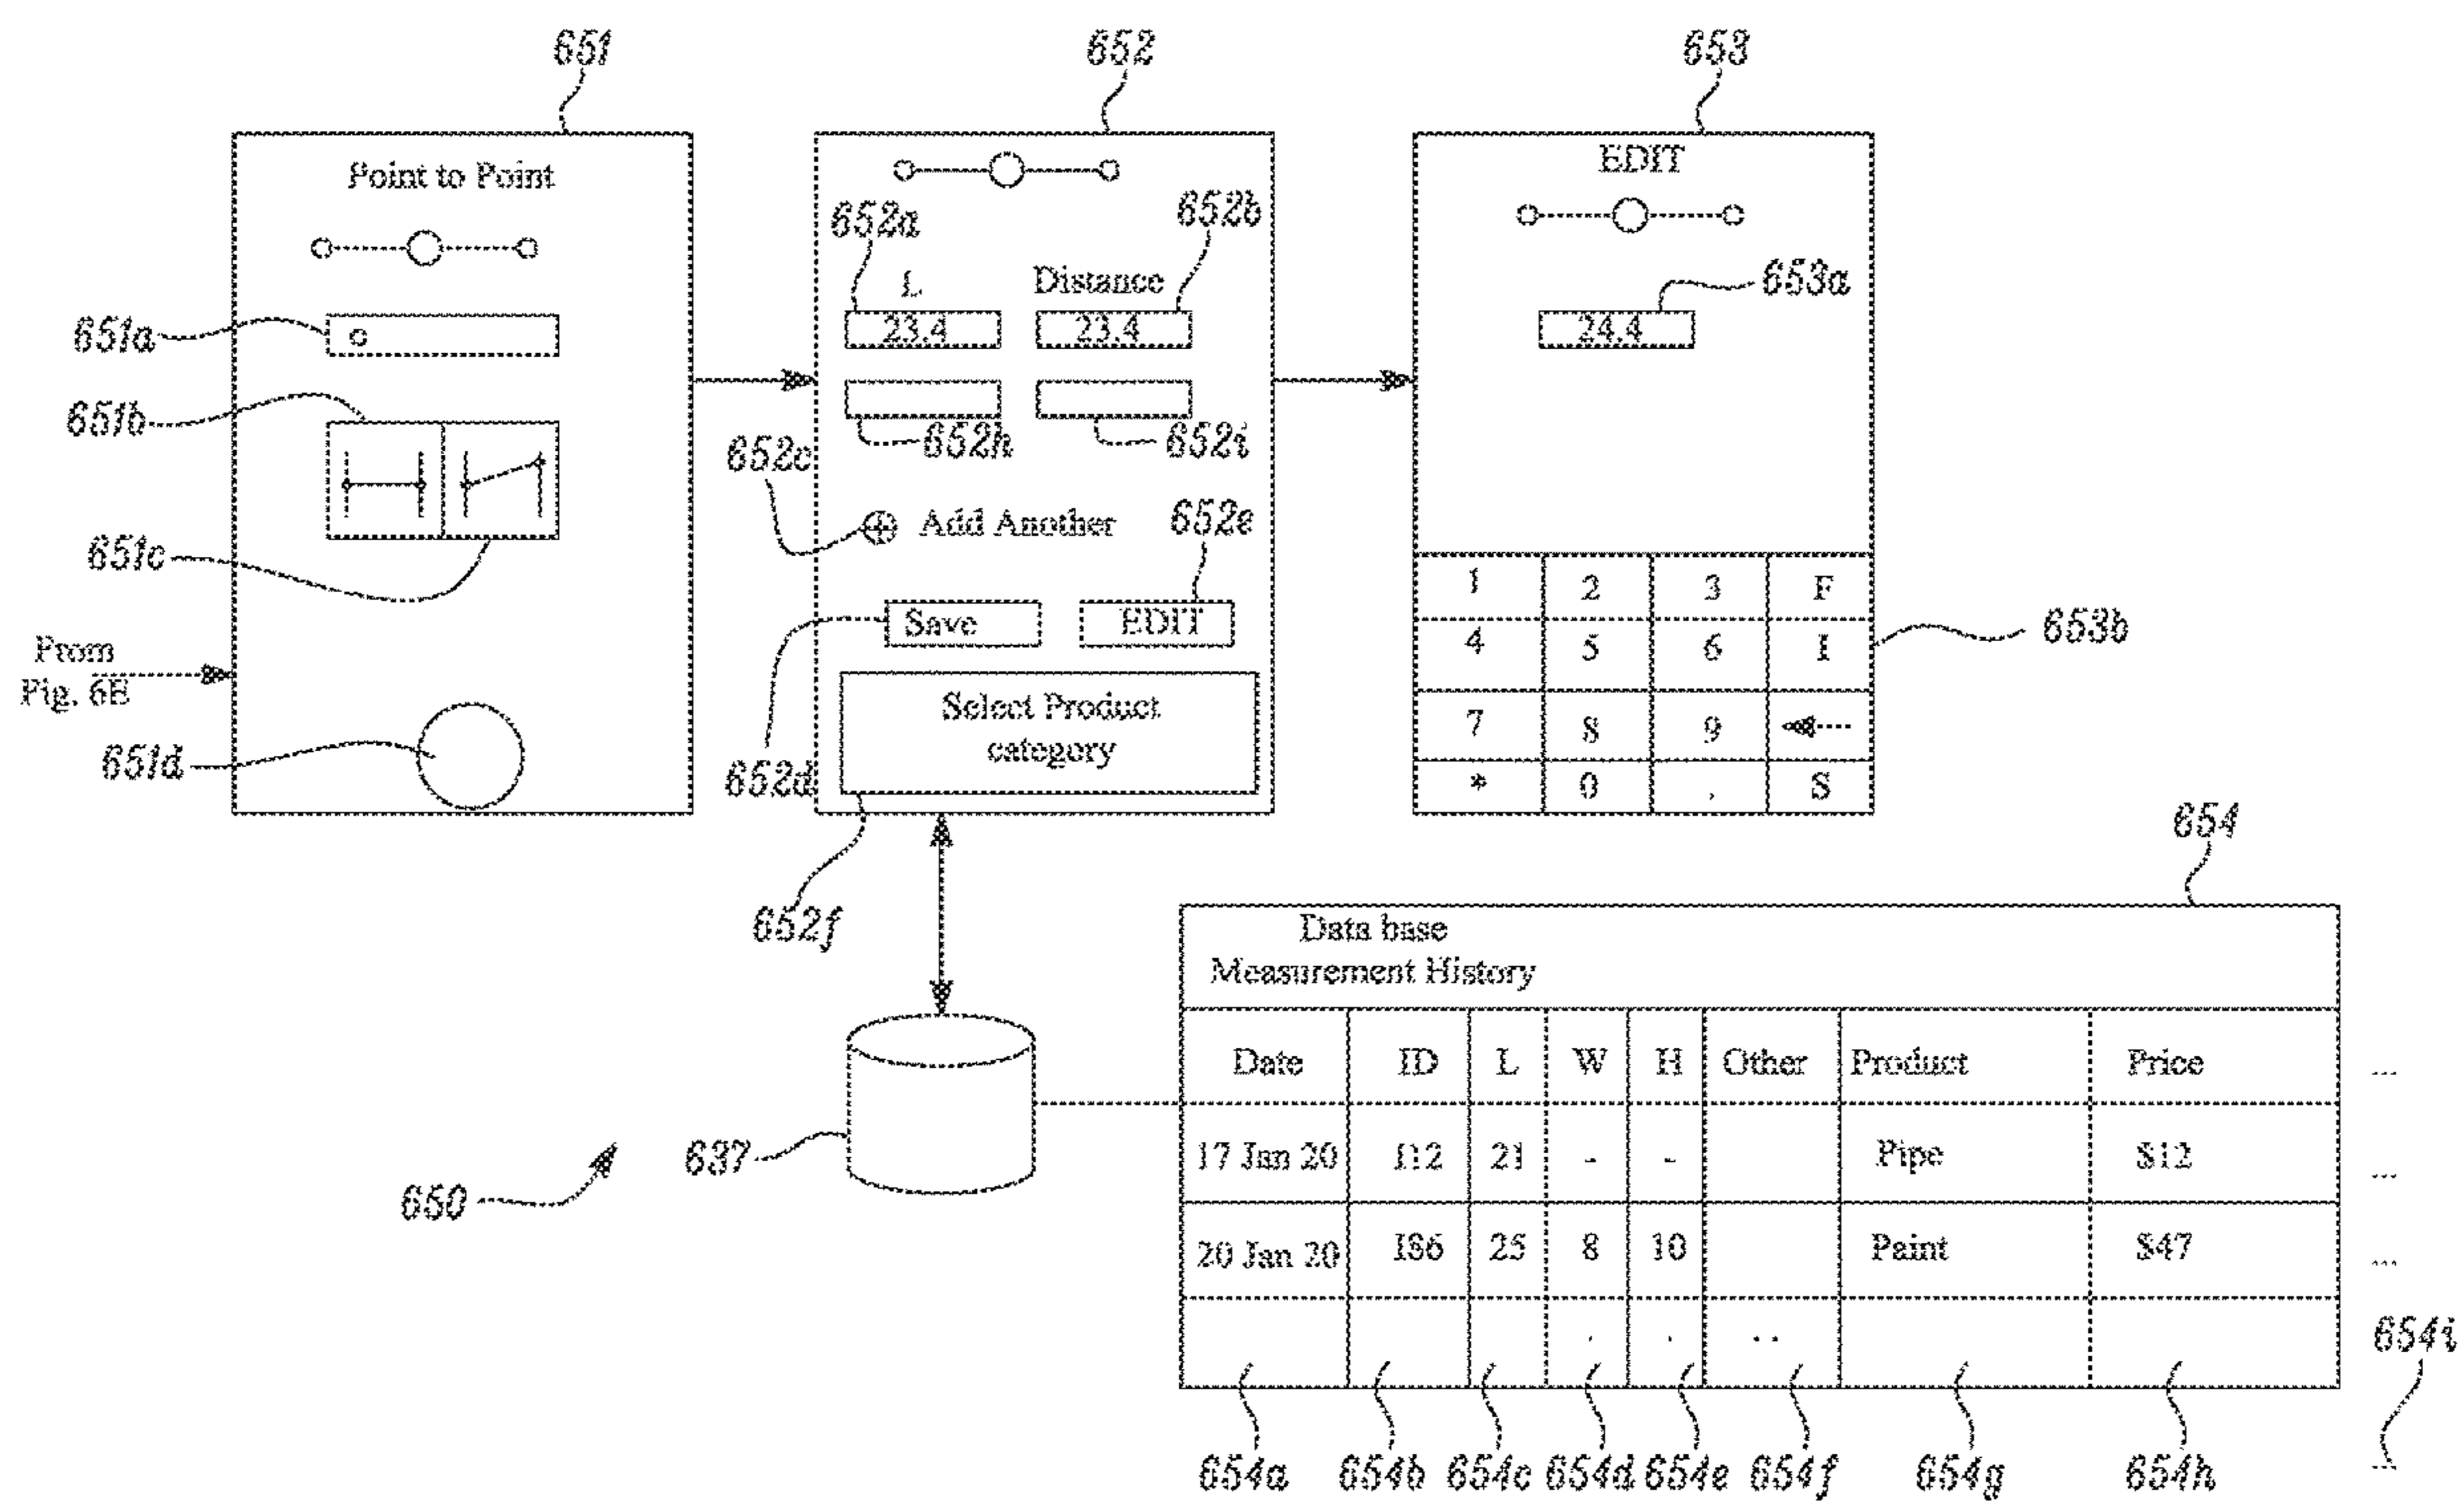 651
652
653
Point to Point
EDIT
652a
652b
L
Distance
653a
651a
23.4
23.4
24.4
651b
652h
652i
652c
Add Another
652e
651c
1 2 3 F
Save
EDIT
653b
4 5 6 I
From
Fig. 6E
Select Product
category
7 8 9
651d
652d
* 0 . S
654
652f
Data base
Measurement History
Date ID L W H Other Product Price ...
637
17 Jan 20 I12 21 - - Pipe $12 ...
650
20 Jan 20 I86 25 8 10 Paint $47 ...
. . . .
654i
654a 654b 654c 654d 654e 654f 654g 654h ...